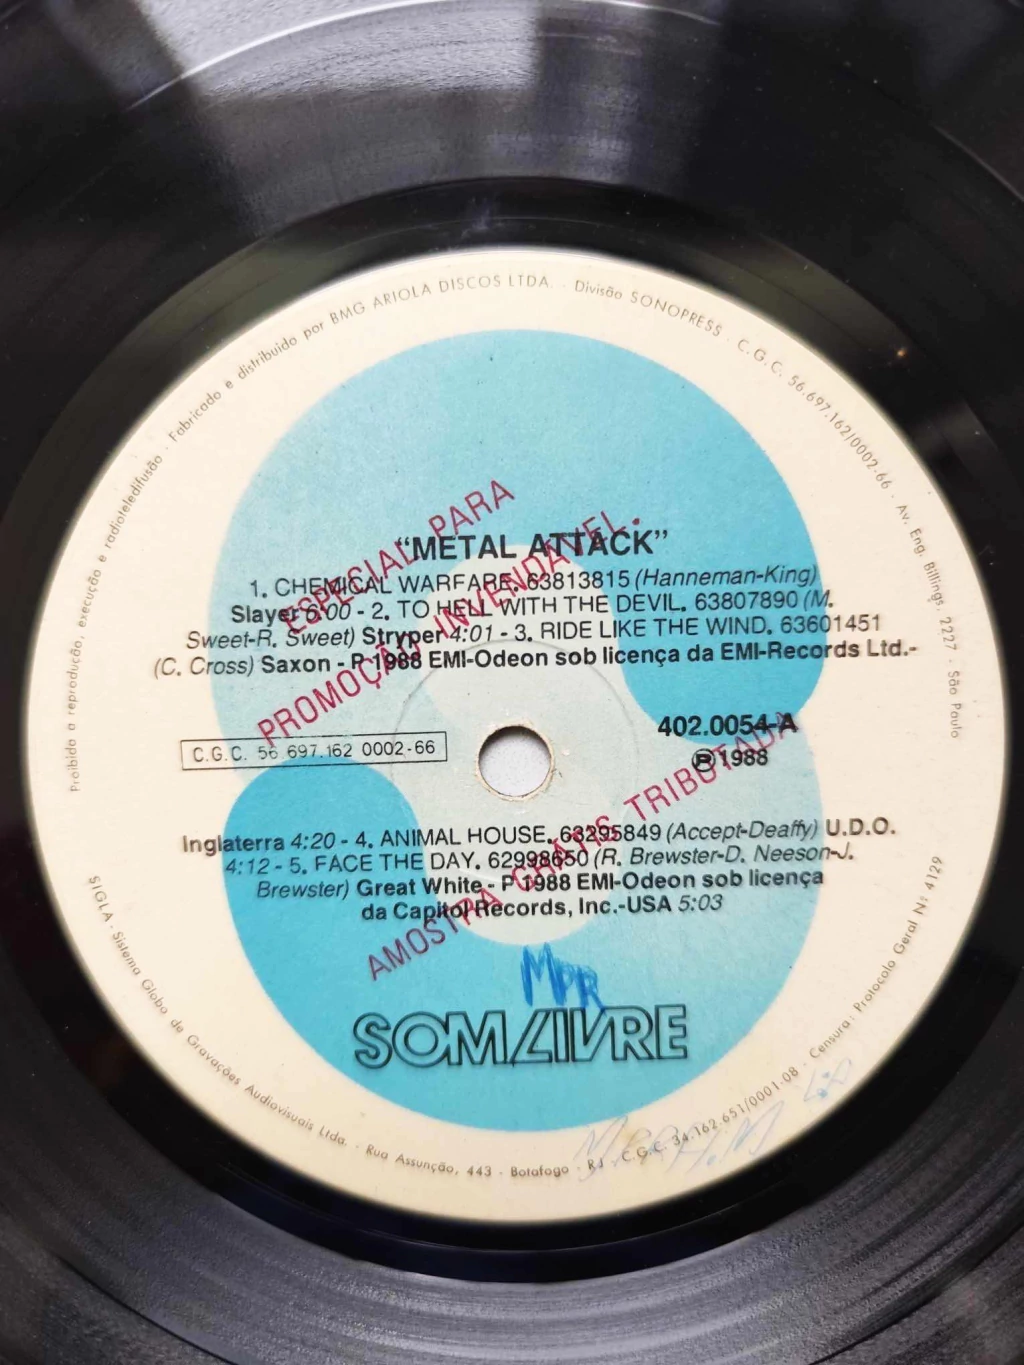 Proibida a reprodução, execução e radioteledifusão · Fabricado e distribuido por BMG ARIOLA DISCOS LTDA. · Divisão SONOPRESS · C.G.C. 56.697.162/0002-66 · Av. Eng. Billings, 2227 - São Paulo
ESPECIAL PARA
PROMOÇÃO INVENDÁVEL.
AMOSTRA GRATIS TRIBUTADA
"METAL ATTACK"
1. CHEMICAL WARFARE. 63813815 (Hanneman-King)
Slayer 6:00 - 2. TO HELL WITH THE DEVIL. 63807890 (M.
Sweet-R. Sweet) Stryper 4:01 - 3. RIDE LIKE THE WIND. 63601451
(C. Cross) Saxon - P 1988 EMI-Odeon sob licença da EMI-Records Ltd.-
402.0054-A
C.G.C. 56 697.162 0002-66
℗ 1988
Inglaterra 4:20 - 4. ANIMAL HOUSE. 63295849 (Accept-Deaffy) U.D.O.
4:12 - 5. FACE THE DAY. 62998650 (R. Brewster-D. Neeson-J.
Brewster) Great White - P 1988 EMI-Odeon sob licença
da Capitol Records, Inc.-USA 5:03
MPR
SOM LIVRE
SIGLA - Sistema Globo de Gravações Audiovisuais Ltda. · Rua Assunção, 443 - Botafogo - RJ - C.G.C. 34.162.651/0001-08 - Censura: Protocolo Geral Nº 4129